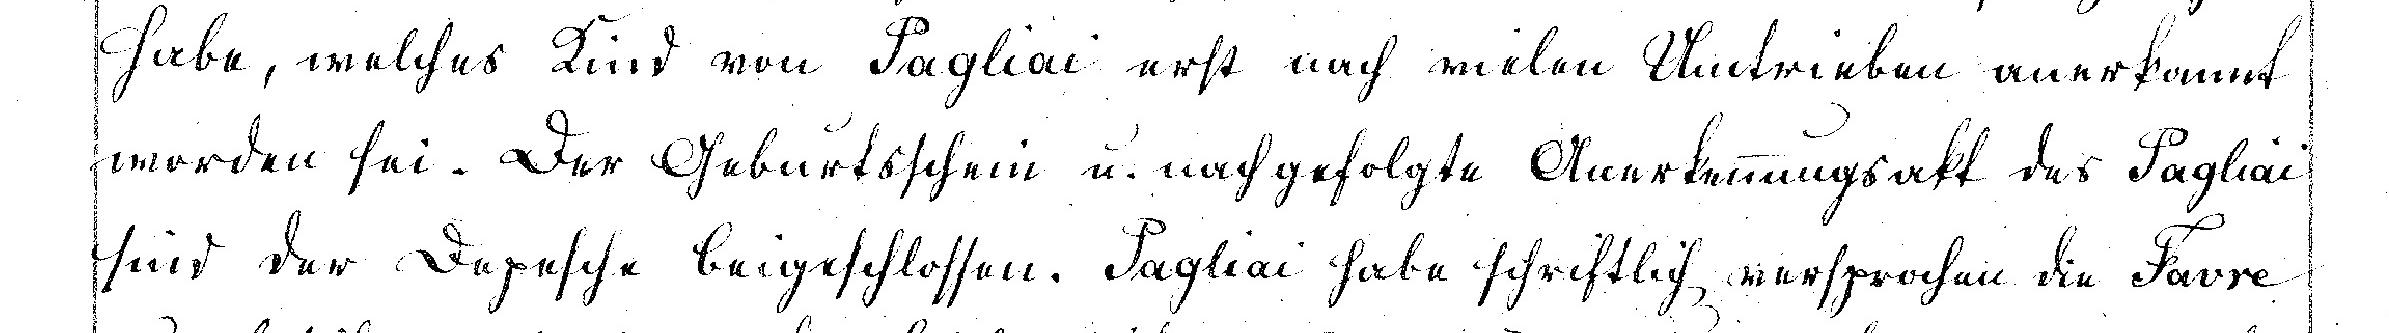 habe, welches Kind von Pagliai erst nach vielen Umtrieben anerkannt
worden sei. Der Geburtsschein u. nachgefolgte Anerkennungsakt des Pagliai
sind der Depesche beigeschlossen. Pagliai habe schriftlich versprochen die Favre